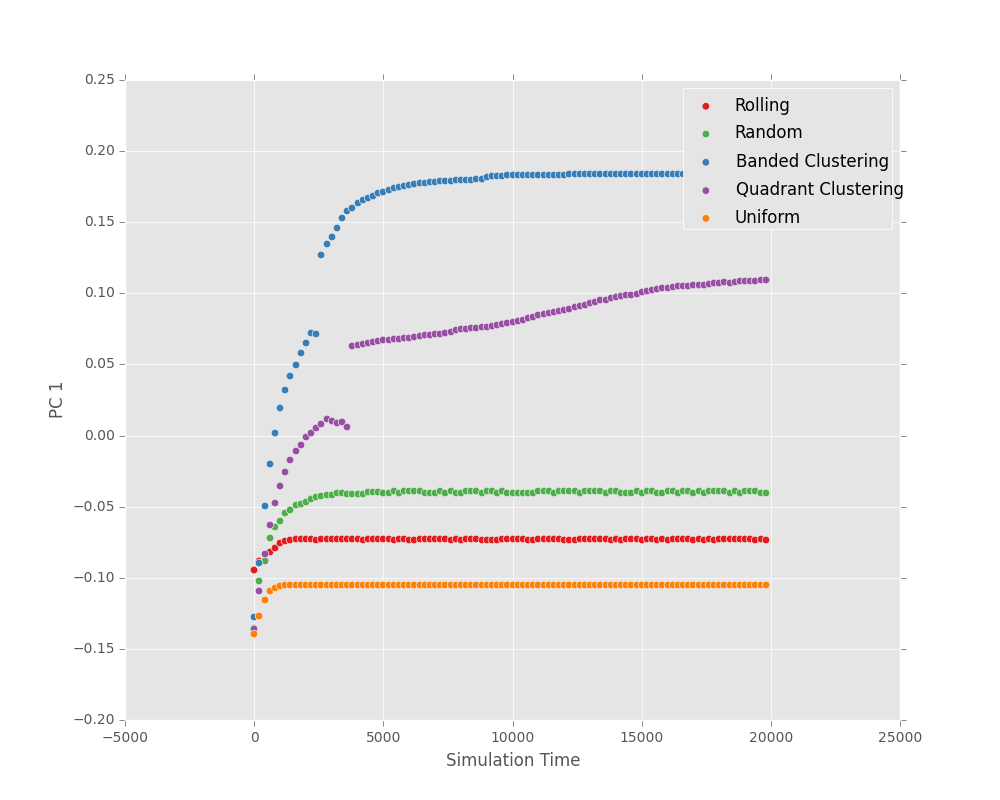 0.25
0.20
0.15
0.10
0.05
0.00
−0.05
−0.10
−0.15
−0.20
PC 1
−5000
0
5000
10000
15000
20000
25000
Simulation Time
Rolling
Random
Banded Clustering
Quadrant Clustering
Uniform